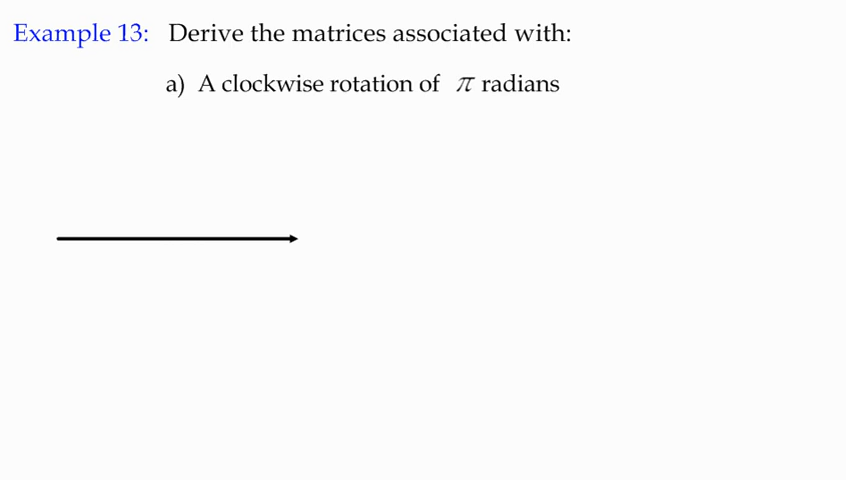 Example 13: Derive the matrices associated with:
a) A clockwise rotation of π radians